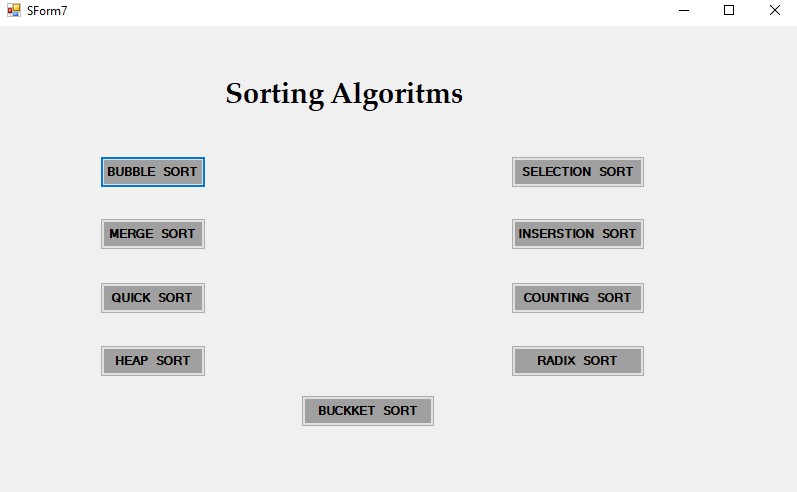 SForm7
Sorting Algoritms
BUBBLE SORT
SELECTION SORT
MERGE SORT
INSERSTION SORT
QUICK SORT
COUNTING SORT
HEAP SORT
RADIX SORT
BUCKKET SORT